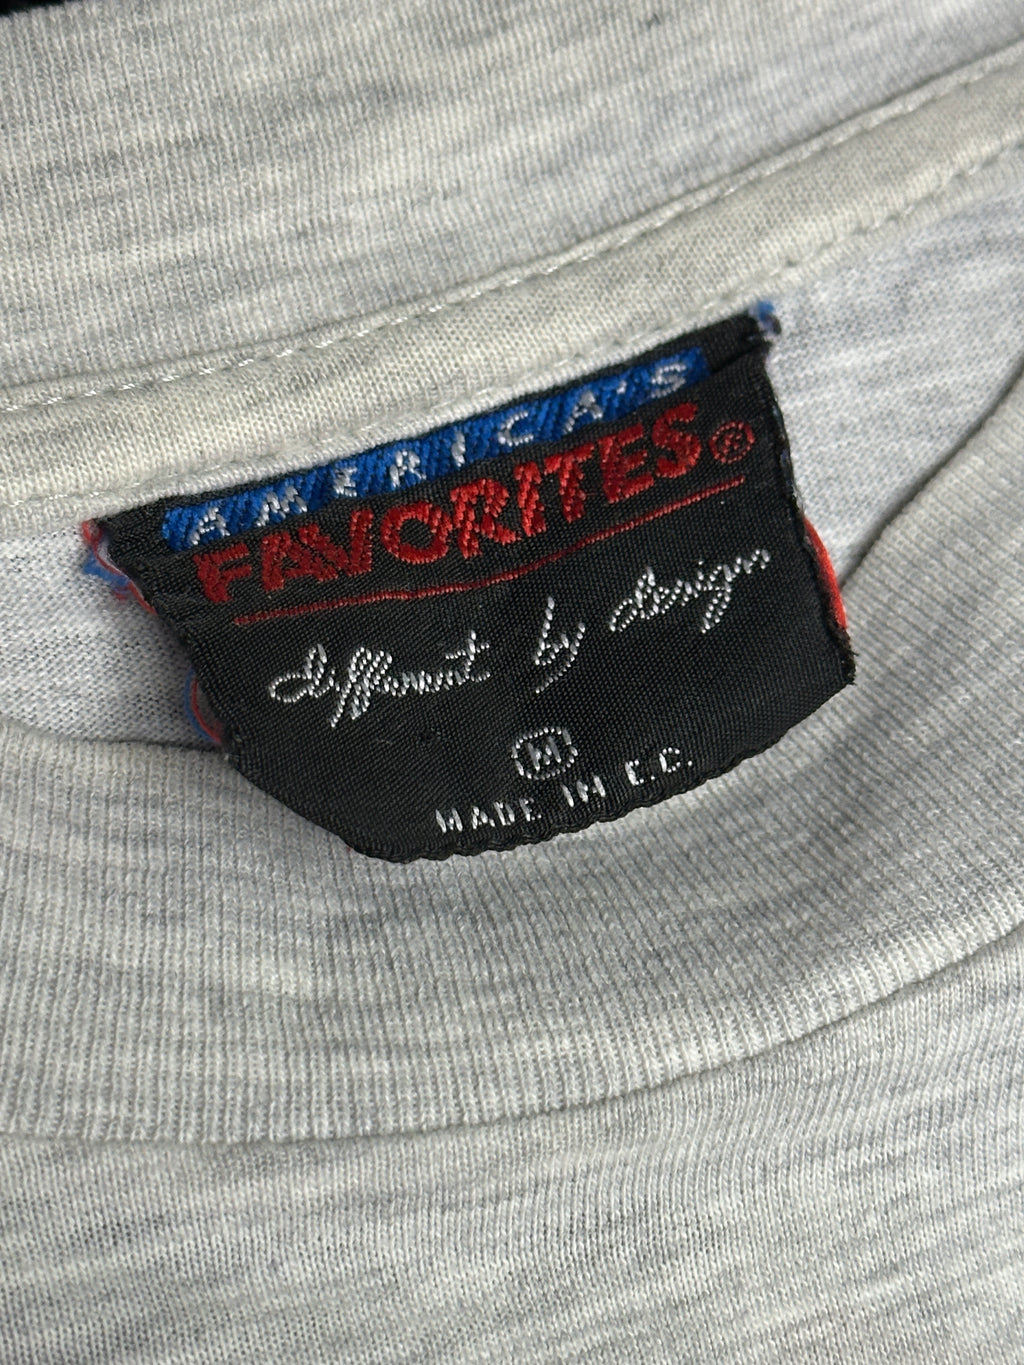 AMERICA'S
FAVORITES®
different by design
M
MADE IN E.C.